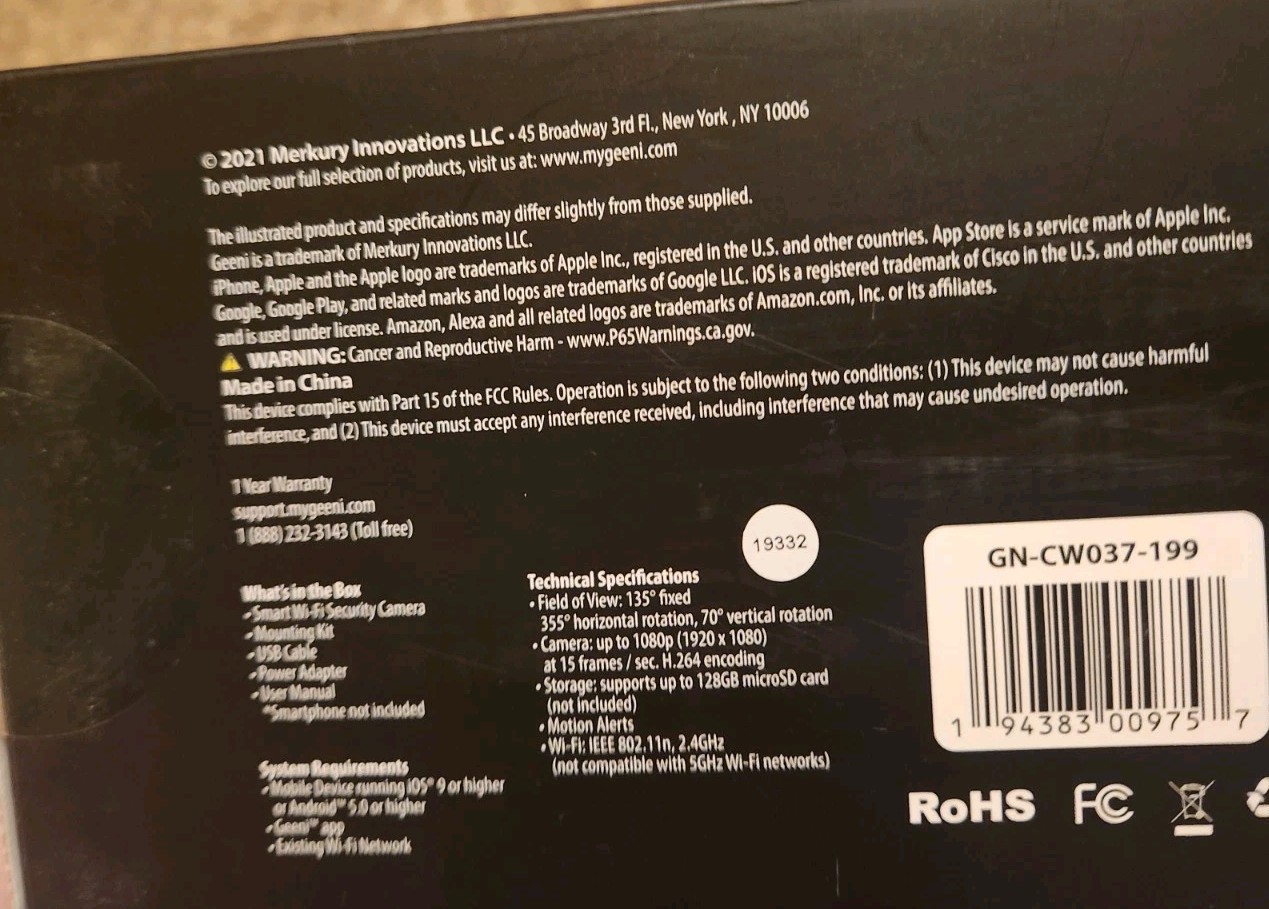 © 2021 Merkury Innovations LLC • 45 Broadway 3rd Fl., New York , NY 10006
To explore our full selection of products, visit us at: www.mygeeni.com
The illustrated product and specifications may differ slightly from those supplied.
Geeni is a trademark of Merkury Innovations LLC.
iPhone, Apple and the Apple logo are trademarks of Apple Inc., registered in the U.S. and other countries. App Store is a service mark of Apple Inc.
Google, Google Play, and related marks and logos are trademarks of Google LLC. iOS is a registered trademark of Cisco in the U.S. and other countries
and is used under license. Amazon, Alexa and all related logos are trademarks of Amazon.com, Inc. or its affiliates.
⚠ WARNING: Cancer and Reproductive Harm - www.P65Warnings.ca.gov.
Made in China
This device complies with Part 15 of the FCC Rules. Operation is subject to the following two conditions: (1) This device may not cause harmful
interference, and (2) This device must accept any interference received, including interference that may cause undesired operation.
1 Year Warranty
support.mygeeni.com
1 (888) 232-3143 (Toll free)
What's in the Box
• Smart Wi-Fi Security Camera
• Mounting Kit
• USB Cable
• Power Adapter
• User Manual
*Smartphone not included
System Requirements
• Mobile Device running iOS® 9 or higher
or Android™ 5.0 or higher
• Geeni™ app
• Existing Wi-Fi Network
19332
Technical Specifications
• Field of View: 135° fixed
355° horizontal rotation, 70° vertical rotation
• Camera: up to 1080p (1920 x 1080)
at 15 frames / sec. H.264 encoding
• Storage: supports up to 128GB microSD card
(not included)
• Motion Alerts
• Wi-Fi: IEEE 802.11n, 2.4GHz
(not compatible with 5GHz Wi-Fi networks)
GN-CW037-199
1 94383 00975 7
RoHS FC